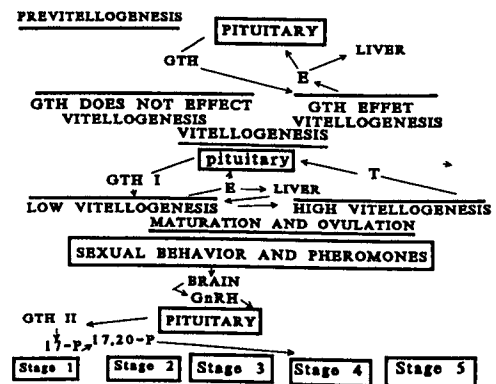 PREVITELLOGENESIS
PITUITARY
LIVER
GTH
E
GTH DOES NOT EFFECT
VITELLOGENESIS
GTH EFFET
VITELLOGENESIS
VITELLOGENESIS
pituitary
GTH I
E
LIVER
T
LOW VITELLOGENESIS
HIGH VITELLOGENESIS
MATURATION AND OVULATION
SEXUAL BEHAVIOR AND PHEROMONES
BRAIN
GnRH
GTH II
PITUITARY
17-P
17,20-P
Stage 1
Stage 2
Stage 3
Stage 4
Stage 5